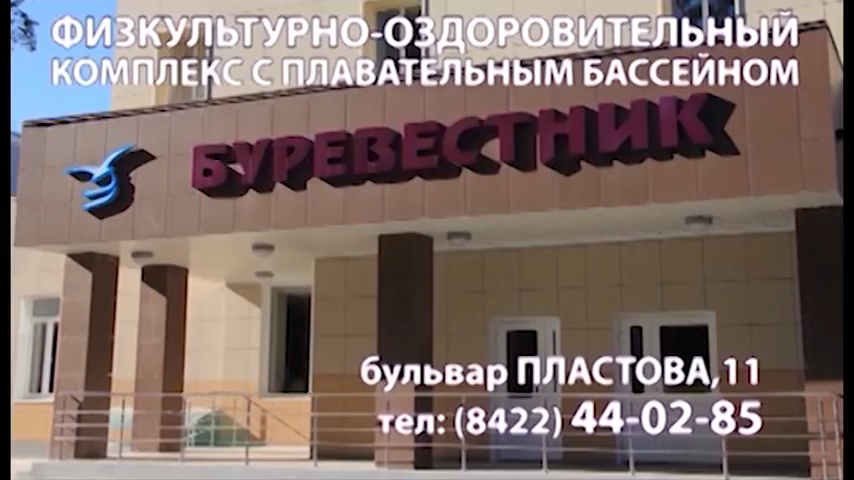 ФИЗКУЛЬТУРНО-ОЗДОРОВИТЕЛЬНЫЙ
КОМПЛЕКС С ПЛАВАТЕЛЬНЫМ БАССЕЙНОМ
БУРЕВЕСТНИК
бульвар ПЛАСТОВА,11
тел: (8422) 44-02-85